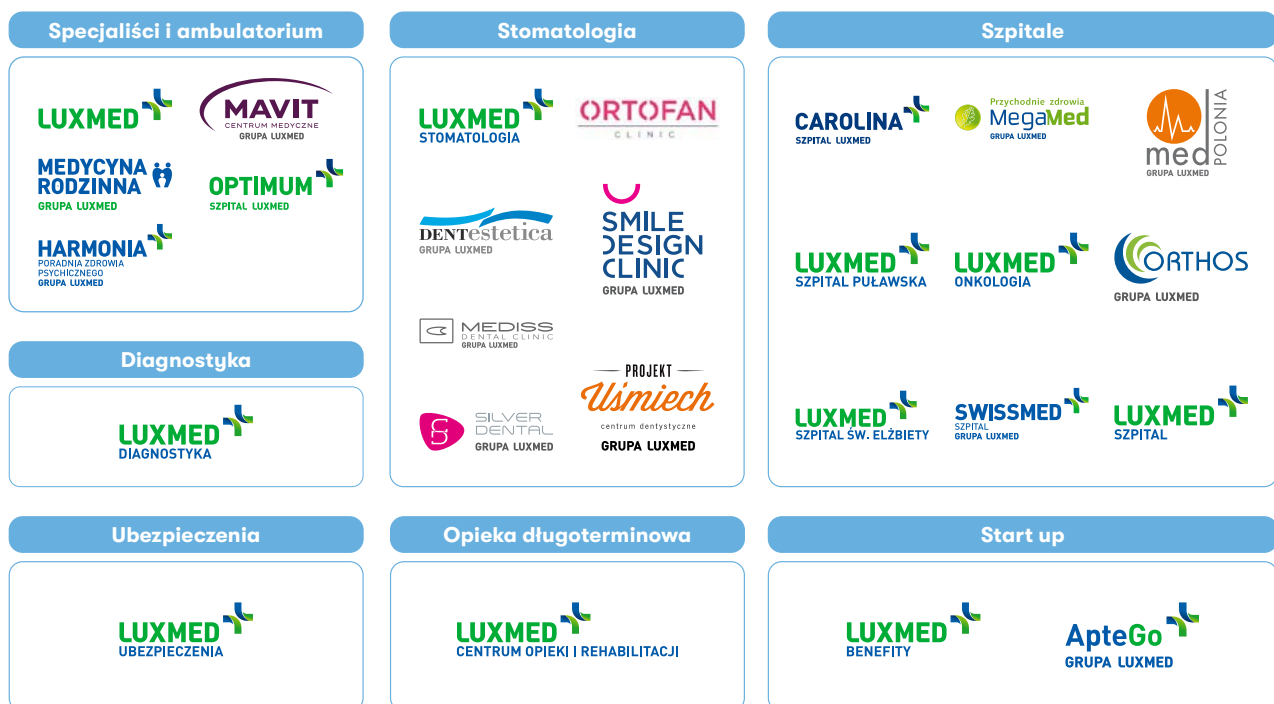 Specjaliści i ambulatorium
LUXMED
MAVIT
CENTRUM MEDYCZNE
GRUPA LUXMED
MEDYCYNA
RODZINNA
GRUPA LUXMED
OPTIMUM
SZPITAL LUXMED
HARMONIA
PORADNIA ZDROWIA
PSYCHICZNEGO
GRUPA LUXMED
Stomatologia
LUXMED
STOMATOLOGIA
ORTOFAN
CLINIC
DENTestetica
GRUPA LUXMED
SMILE
DESIGN
CLINIC
GRUPA LUXMED
MEDISS
DENTAL CLINIC
GRUPA LUXMED
PROJEKT
Uśmiech
centrum dentystyczne
GRUPA LUXMED
SILVER
DENTAL
GRUPA LUXMED
Szpitale
CAROLINA
SZPITAL LUXMED
Przychodnie zdrowia
MegaMed
GRUPA LUXMED
med
POLONIA
GRUPA LUXMED
LUXMED
SZPITAL PUŁAWSKA
LUXMED
ONKOLOGIA
ORTHOS
GRUPA LUXMED
LUXMED
SZPITAL ŚW. ELŻBIETY
SWISSMED
SZPITAL
GRUPA LUXMED
LUXMED
SZPITAL
Diagnostyka
LUXMED
DIAGNOSTYKA
Ubezpieczenia
LUXMED
UBEZPIECZENIA
Opieka długoterminowa
LUXMED
CENTRUM OPIEKI I REHABILITACJI
Start up
LUXMED
BENEFITY
ApteGo
GRUPA LUXMED